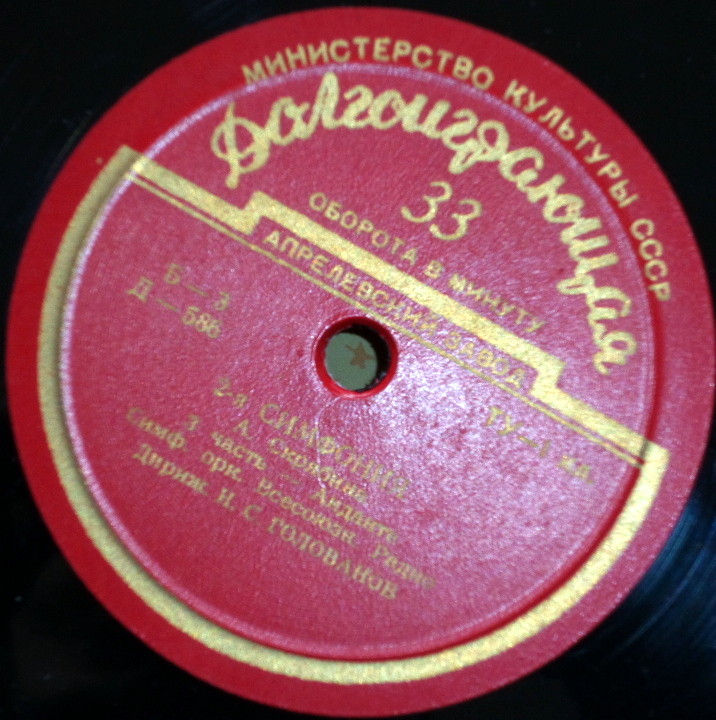 МИНИСТЕРСТВО КУЛЬТУРЫ СССР
Долгоиграющая
33
ОБОРОТА В МИНУТУ
АПРЕЛЕВСКИЙ ЗАВОД
Б — 3
Д — 586
ТУ — 1 кл.
2-я СИМФОНИЯ
А. Скрябина
3 часть — Анданте
Симф. орк. Всесоюзн. Радио
Дириж. Н. С. ГОЛОВАНОВ